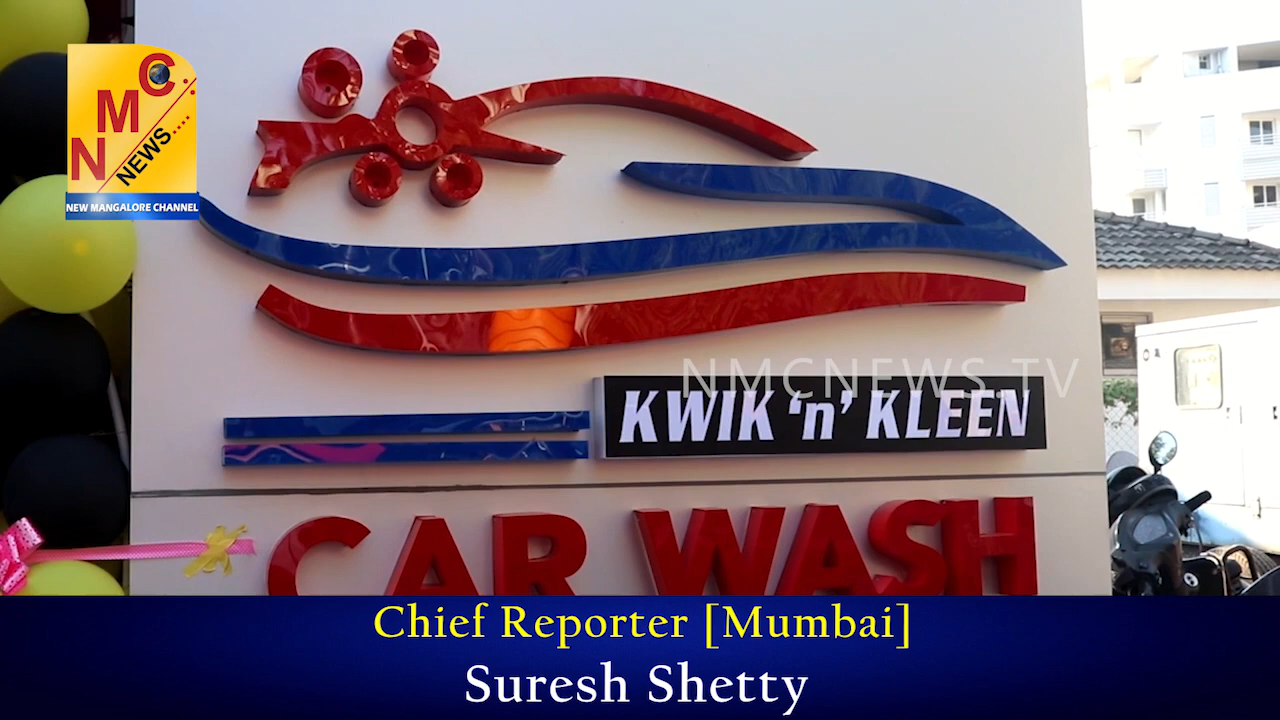 NMC
NEWS....
NEW MANGALORE CHANNEL
NMCNEWS.TV
KWIK 'n' KLEEN
CAR WASH
Chief Reporter [Mumbai]
Suresh Shetty